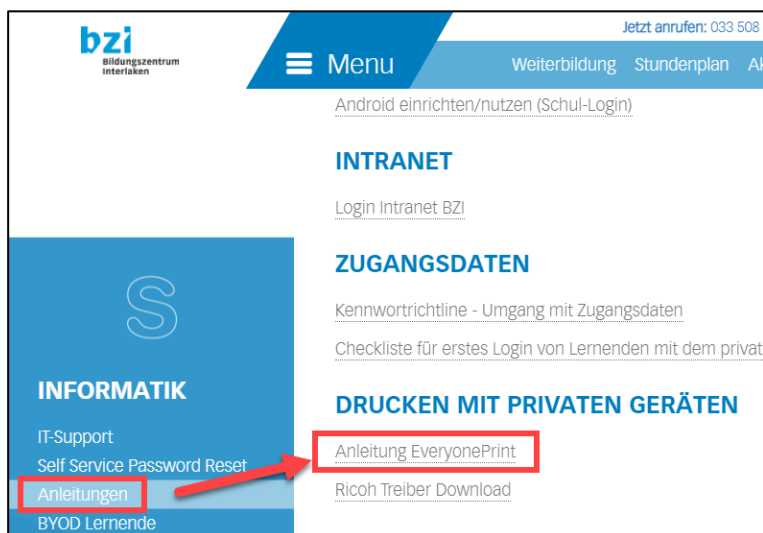 bzi
Bildungszentrum
Interlaken
Jetzt anrufen: 033 508
Menu
Weiterbildung Stundenplan
Android einrichten/nutzen (Schul-Login)
INTRANET
Login Intranet BZI
ZUGANGSDATEN
Kennwortrichtline - Umgang mit Zugangsdaten
Checkliste für erstes Login von Lernenden mit dem privat
DRUCKEN MIT PRIVATEN GERÄTEN
Anleitung EveryonePrint
Ricoh Treiber Download
S
INFORMATIK
IT-Support
Self Service Password Reset
Anleitungen
BYOD Lernende